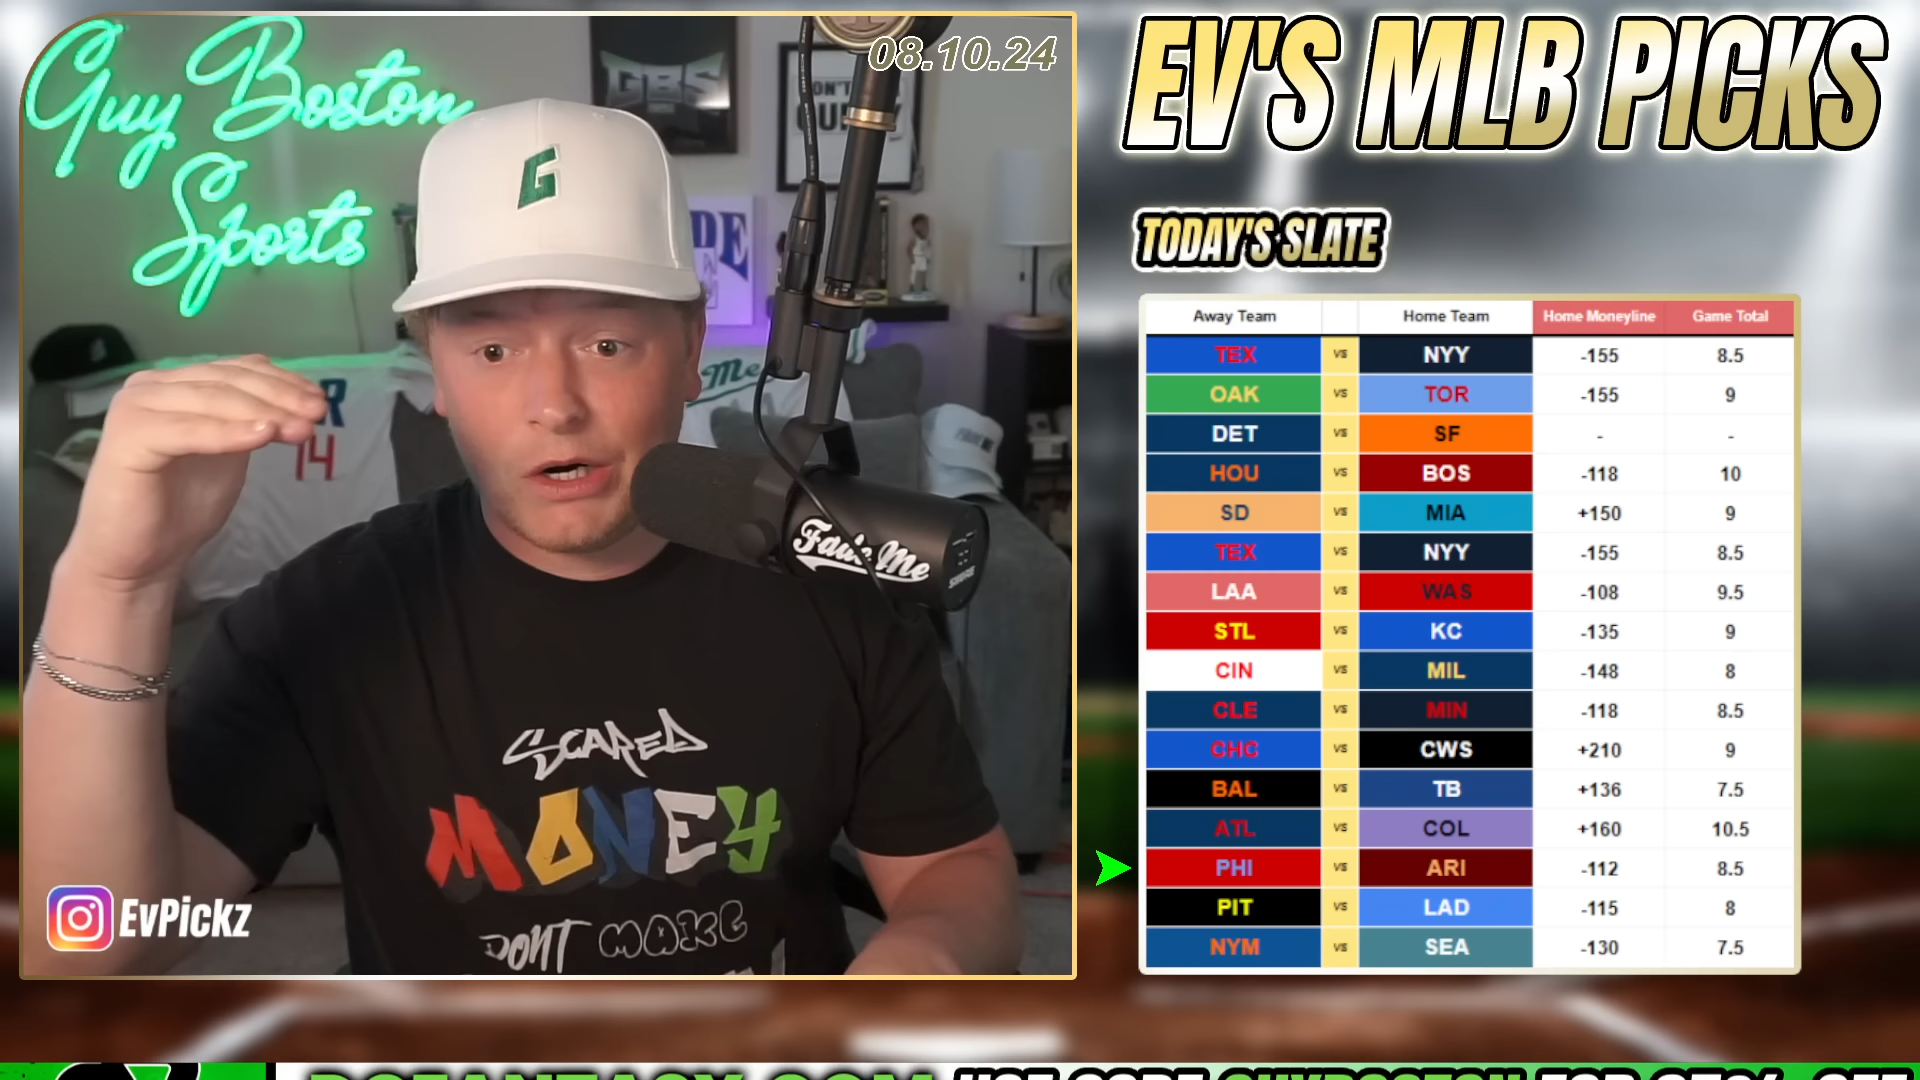 Guy Boston
Sports
GBS
08.10.24
EV'S MLB PICKS
TODAY'S SLATE
Away Team Home Team Home Moneyline Game Total
TEX vs NYY -155 8.5
OAK vs TOR -155 9
DET vs SF - -
HOU vs BOS -118 10
SD vs MIA +150 9
TEX vs NYY -155 8.5
LAA vs WAS -108 9.5
STL vs KC -135 9
CIN vs MIL -148 8
CLE vs MIN -118 8.5
CHC vs CWS +210 9
BAL vs TB +136 7.5
ATL vs COL +160 10.5
PHI vs ARI -112 8.5
PIT vs LAD -115 8
NYM vs SEA -130 7.5
G
14
Me
Fade Me
SHURE
SCARED
MONEY
DONT MAKE
EvPickz